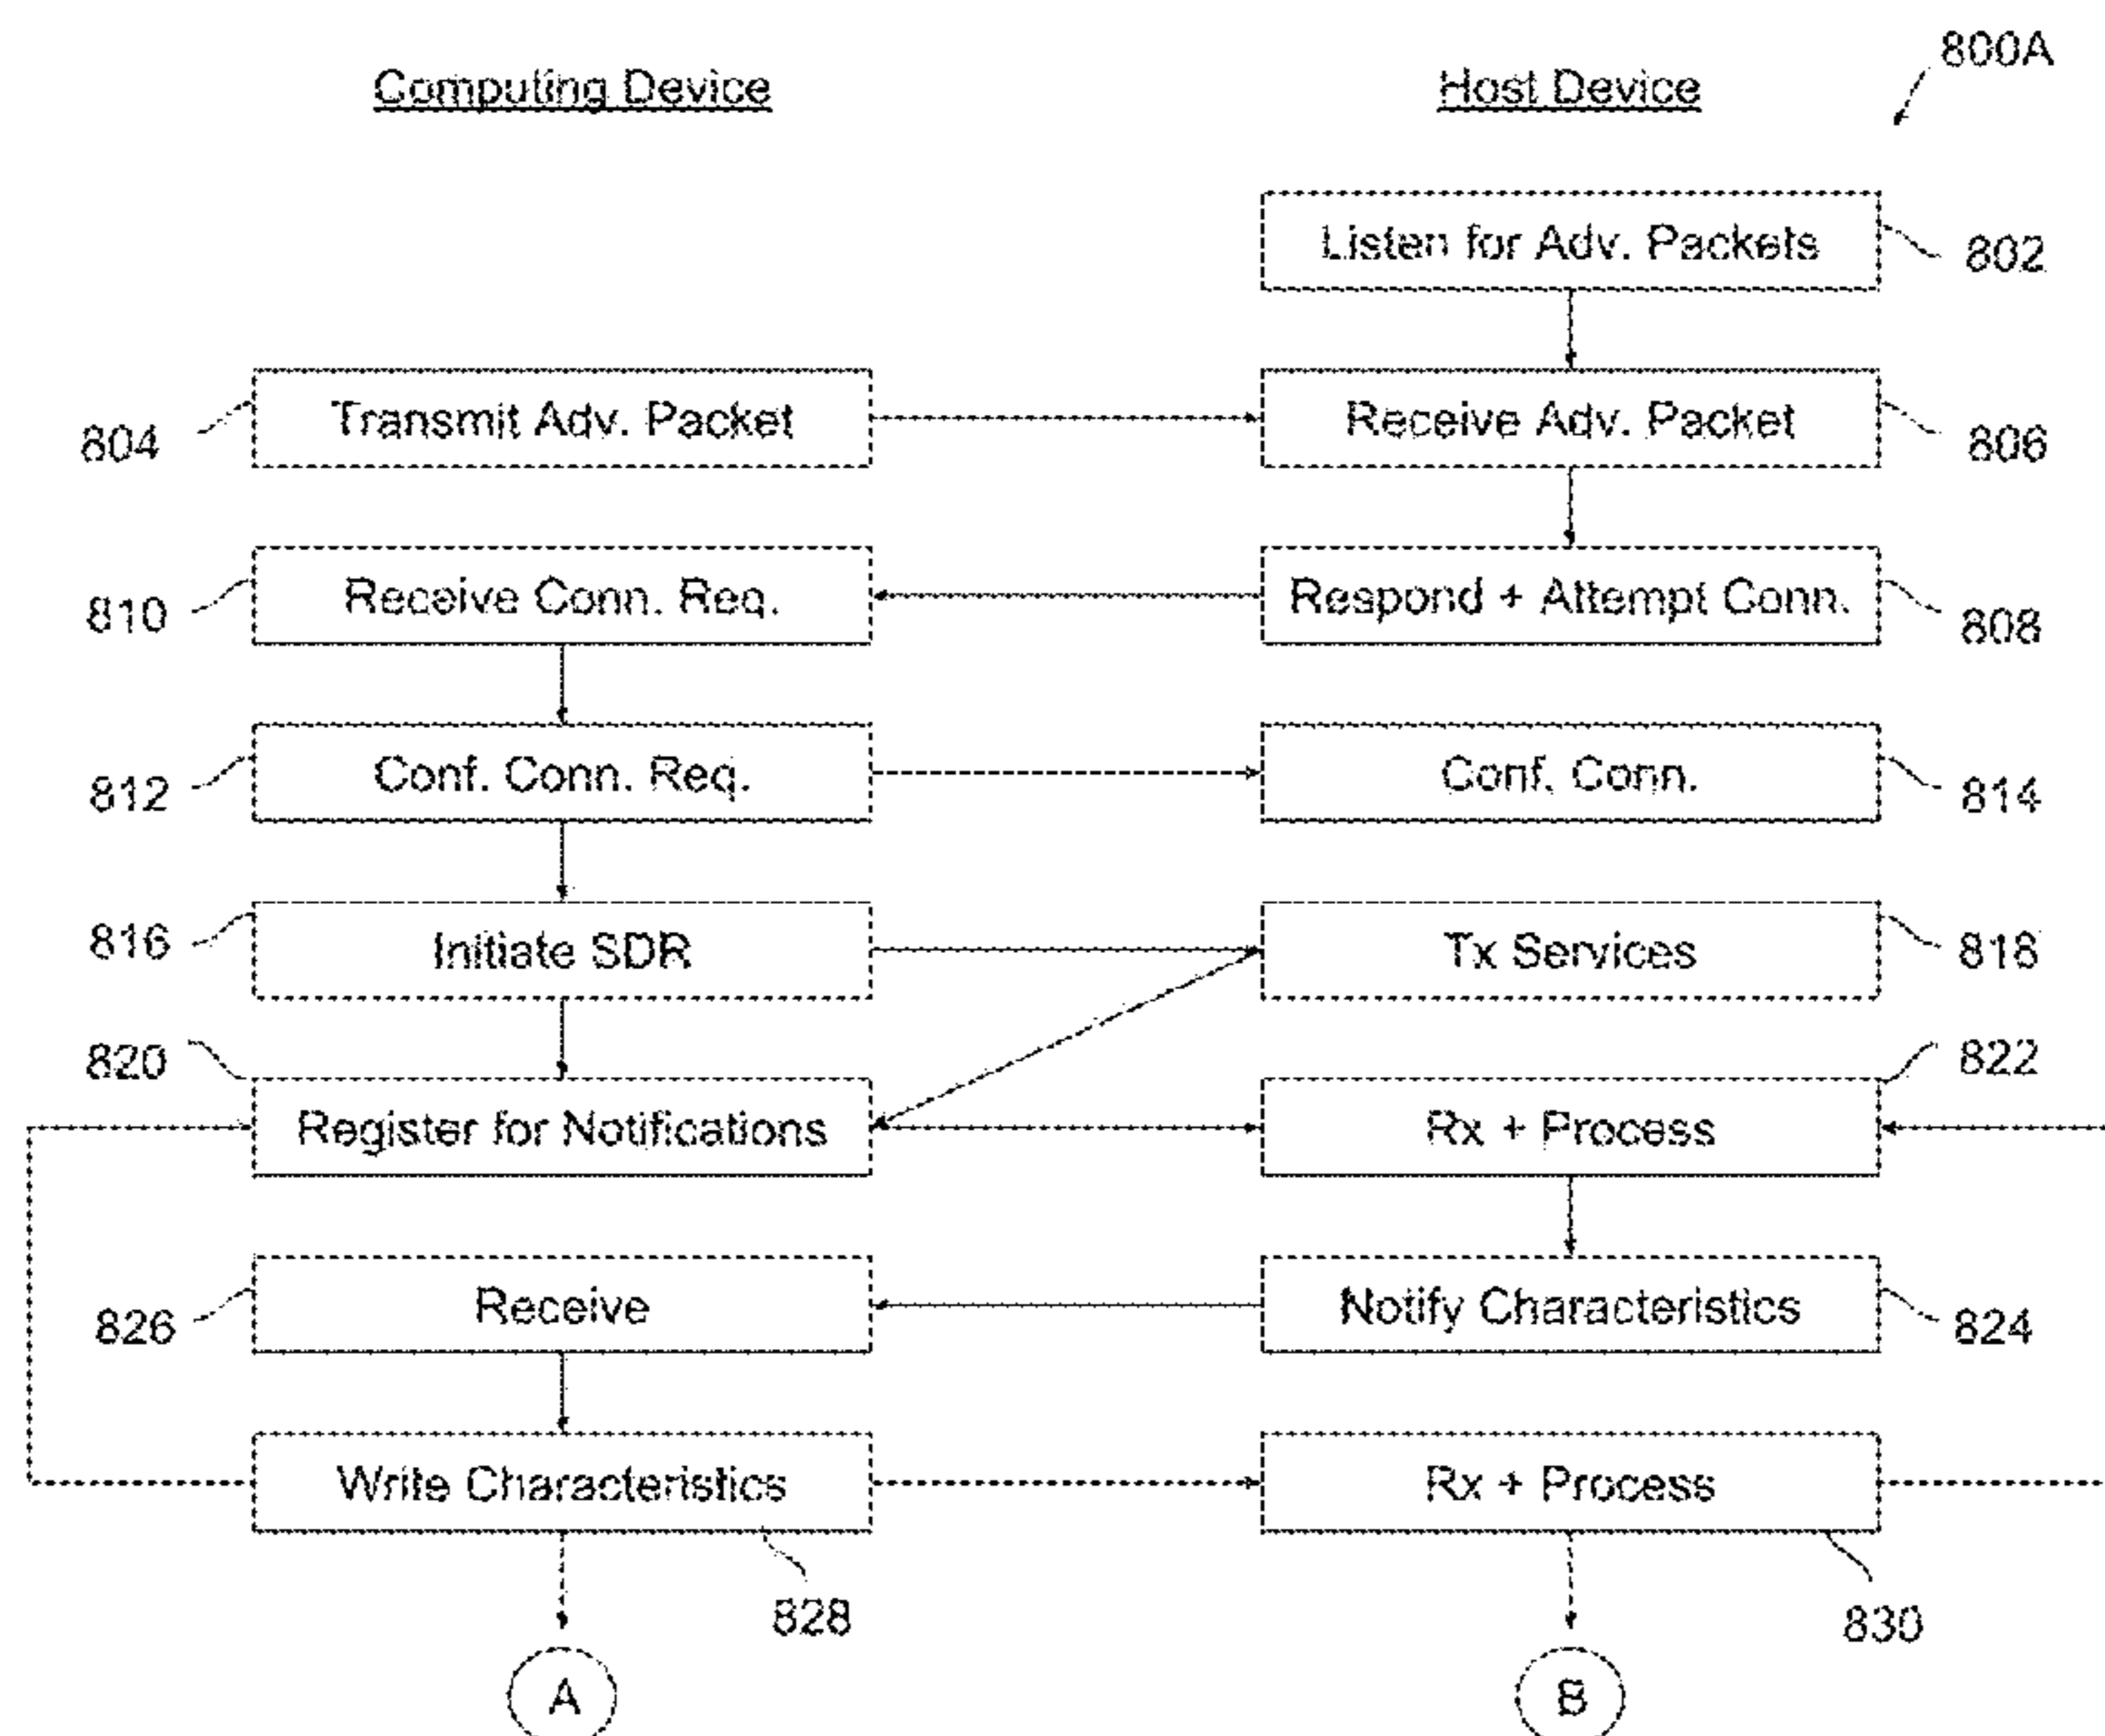 800A
Computing Device
Host Device
Listen for Adv. Packets
802
804
Transmit Adv. Packet
Receive Adv. Packet
806
810
Receive Conn. Req.
Respond + Attempt Conn.
808
812
Conf. Conn. Req.
Conf. Conn.
814
816
Initiate SDR
Tx Services
818
820
Register for Notifications
Rx + Process
822
826
Receive
Notify Characteristics
824
Write Characteristics
Rx + Process
828
830
A
B